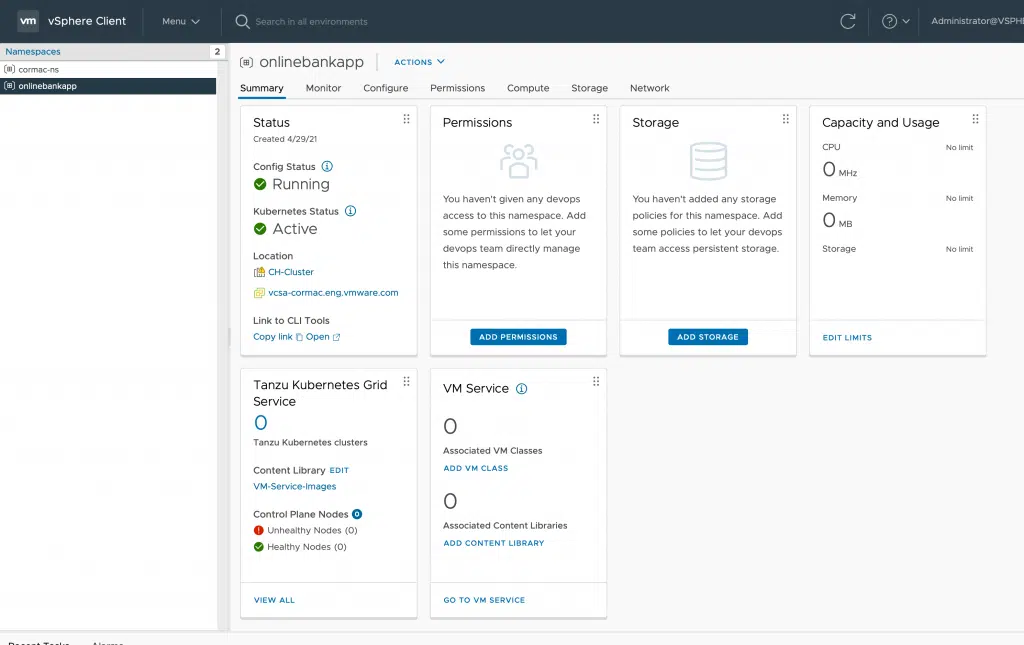 vm vSphere Client Menu Search in all environments Administrator@VSPHE
Namespaces 2
cormac-ns
onlinebankapp
onlinebankapp ACTIONS
Summary Monitor Configure Permissions Compute Storage Network
Status
Created 4/29/21
Config Status
Running
Kubernetes Status
Active
Location
CH-Cluster
vcsa-cormac.eng.vmware.com
Link to CLI Tools
Copy link Open
Permissions
You haven't given any devops
access to this namespace. Add
some permissions to let your
devops team directly manage
this namespace.
ADD PERMISSIONS
Storage
You haven't added any storage
policies for this namespace. Add
some policies to let your devops
team access persistent storage.
ADD STORAGE
Capacity and Usage
CPU No limit
0 MHz
Memory No limit
0 MB
Storage No limit
EDIT LIMITS
Tanzu Kubernetes Grid
Service
0
Tanzu Kubernetes clusters
Content Library EDIT
VM-Service-Images
Control Plane Nodes 0
Unhealthy Nodes (0)
Healthy Nodes (0)
VIEW ALL
VM Service
0
Associated VM Classes
ADD VM CLASS
0
Associated Content Libraries
ADD CONTENT LIBRARY
GO TO VM SERVICE
Recent Tasks